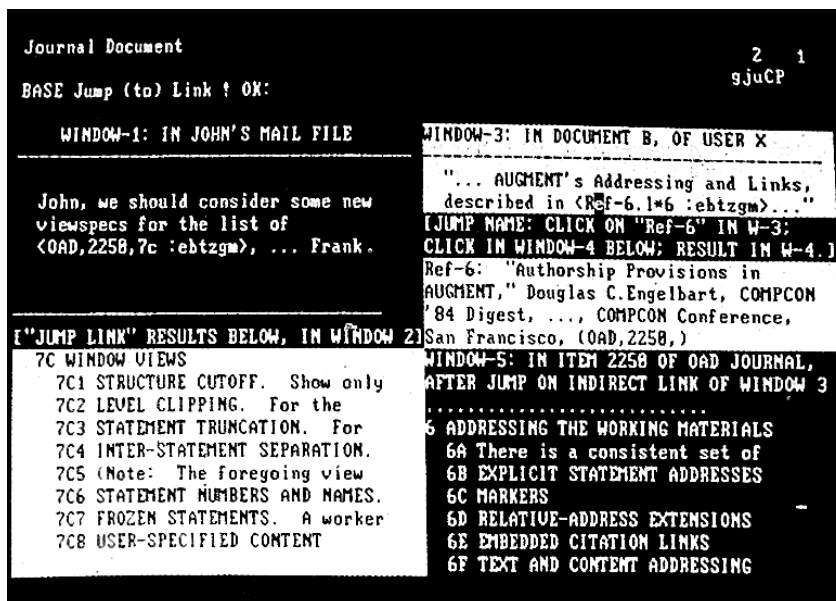 Journal Document
2 1
gjuCP
BASE Jump (to) Link ! OK:
WINDOW-1: IN JOHN'S MAIL FILE
John, we should consider some new
viewspecs for the list of
<OAD,2250,7c :ebtzgm>, ... Frank.
["JUMP LINK" RESULTS BELOW, IN WINDOW 2]
7C WINDOW VIEWS
7C1 STRUCTURE CUTOFF. Show only
7C2 LEVEL CLIPPING. For the
7C3 STATEMENT TRUNCATION. For
7C4 INTER-STATEMENT SEPARATION.
7C5 (Note: The foregoing view
7C6 STATEMENT NUMBERS AND NAMES.
7C7 FROZEN STATEMENTS. A worker
7C8 USER-SPECIFIED CONTENT
WINDOW-3: IN DOCUMENT B, OF USER X
"... AUGMENT's Addressing and Links,
described in <Ref-6.1*6 :ebtzgm>..."
[JUMP NAME: CLICK ON "Ref-6" IN W-3;
CLICK IN WINDOW-4 BELOW; RESULT IN W-4.]
Ref-6: "Authorship Provisions in
AUGMENT," Douglas C.Engelbart, COMPCON
'84 Digest, ..., COMPCON Conference,
San Francisco, (OAD,2250,)
WINDOW-5: IN ITEM 2250 OF OAD JOURNAL,
AFTER JUMP ON INDIRECT LINK OF WINDOW 3
............................
6 ADDRESSING THE WORKING MATERIALS
6A There is a consistent set of
6B EXPLICIT STATEMENT ADDRESSES
6C MARKERS
6D RELATIVE-ADDRESS EXTENSIONS
6E EMBEDDED CITATION LINKS
6F TEXT AND CONTENT ADDRESSING